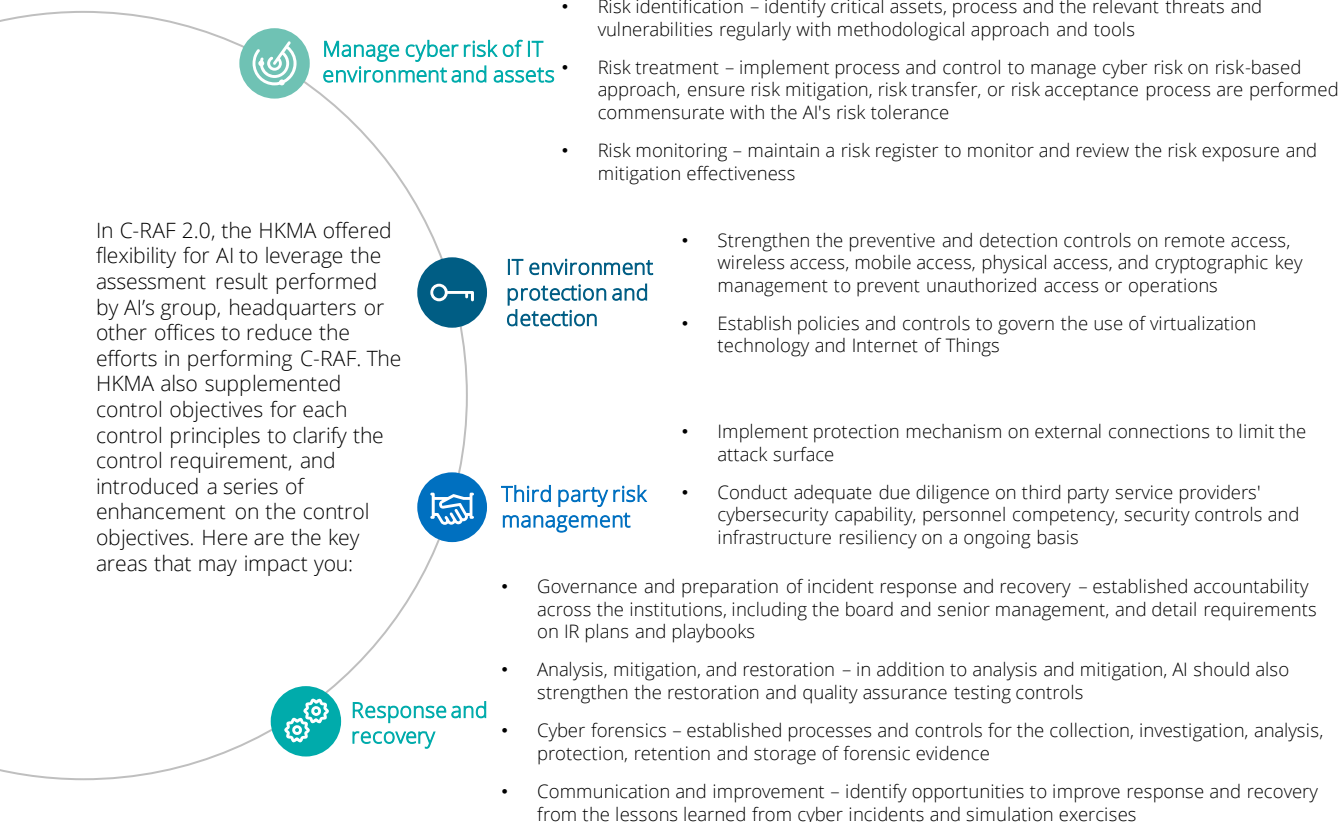 • Risk identification – identify critical assets, process and the relevant threats and
vulnerabilities regularly with methodological approach and tools
Manage cyber risk of IT
environment and assets
• Risk treatment – implement process and control to manage cyber risk on risk-based
approach, ensure risk mitigation, risk transfer, or risk acceptance process are performed
commensurate with the AI's risk tolerance
• Risk monitoring – maintain a risk register to monitor and review the risk exposure and
mitigation effectiveness
In C-RAF 2.0, the HKMA offered
flexibility for AI to leverage the
assessment result performed
by AI’s group, headquarters or
other offices to reduce the
efforts in performing C-RAF. The
HKMA also supplemented
control objectives for each
control principles to clarify the
control requirement, and
introduced a series of
enhancement on the control
objectives. Here are the key
areas that may impact you:
IT environment
protection and
detection
• Strengthen the preventive and detection controls on remote access,
wireless access, mobile access, physical access, and cryptographic key
management to prevent unauthorized access or operations
• Establish policies and controls to govern the use of virtualization
technology and Internet of Things
Third party risk
management
• Implement protection mechanism on external connections to limit the
attack surface
• Conduct adequate due diligence on third party service providers'
cybersecurity capability, personnel competency, security controls and
infrastructure resiliency on a ongoing basis
Response and
recovery
• Governance and preparation of incident response and recovery – established accountability
across the institutions, including the board and senior management, and detail requirements
on IR plans and playbooks
• Analysis, mitigation, and restoration – in addition to analysis and mitigation, AI should also
strengthen the restoration and quality assurance testing controls
• Cyber forensics – established processes and controls for the collection, investigation, analysis,
protection, retention and storage of forensic evidence
• Communication and improvement – identify opportunities to improve response and recovery
from the lessons learned from cyber incidents and simulation exercises